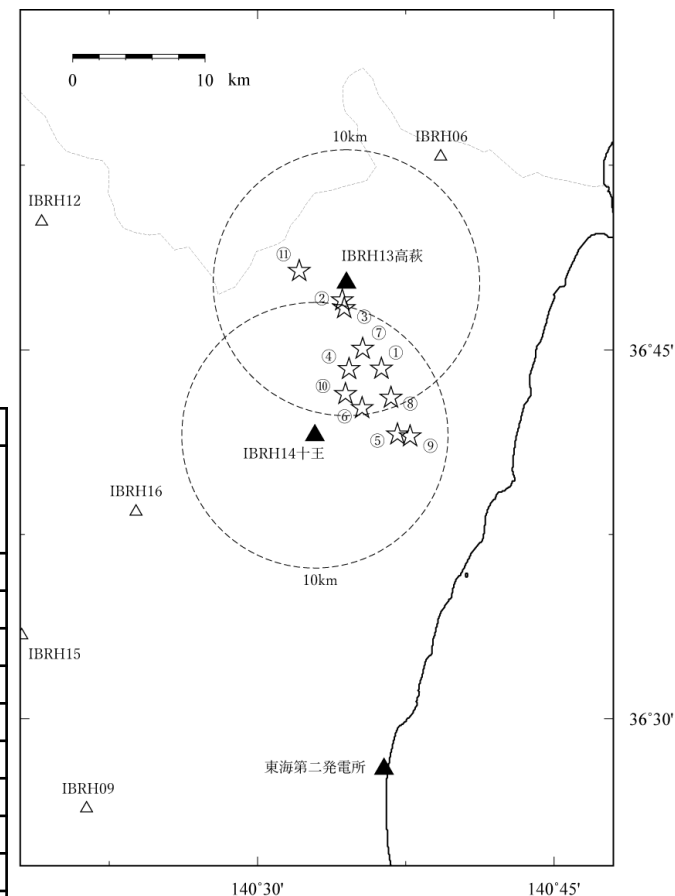 0 10 km
10km
IBRH06
IBRH12
⑪
IBRH13高萩
②
③
⑦
④
①
36°45'
⑩
⑧
⑥
⑤
⑨
IBRH14十王
IBRH16
10km
IBRH15
36°30'
東海第二発電所
IBRH09
140°30' 140°45'